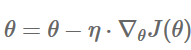 θ = θ − η · ∇θJ(θ)